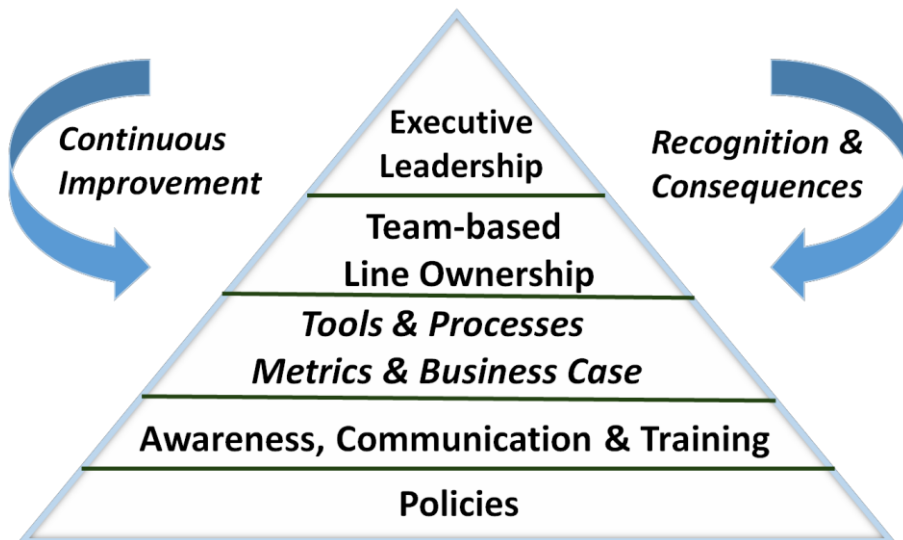 Executive
Leadership
Continuous
Improvement
Recognition &
Consequences
Team-based
Line Ownership
Tools & Processes
Metrics & Business Case
Awareness, Communication & Training
Policies